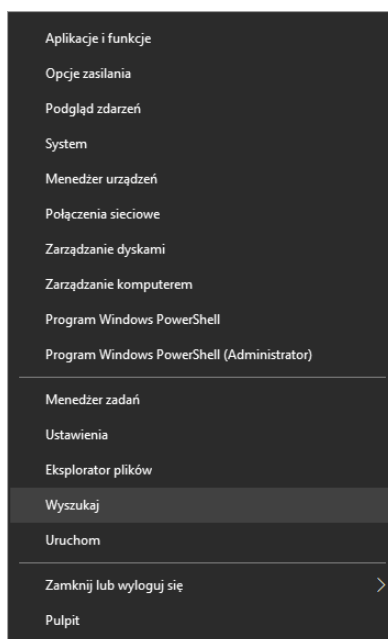 Aplikacje i funkcje
Opcje zasilania
Podgląd zdarzeń
System
Menedżer urządzeń
Połączenia sieciowe
Zarządzanie dyskami
Zarządzanie komputerem
Program Windows PowerShell
Program Windows PowerShell (Administrator)
Menedżer zadań
Ustawienia
Eksplorator plików
Wyszukaj
Uruchom
Zamknij lub wyloguj się
Pulpit